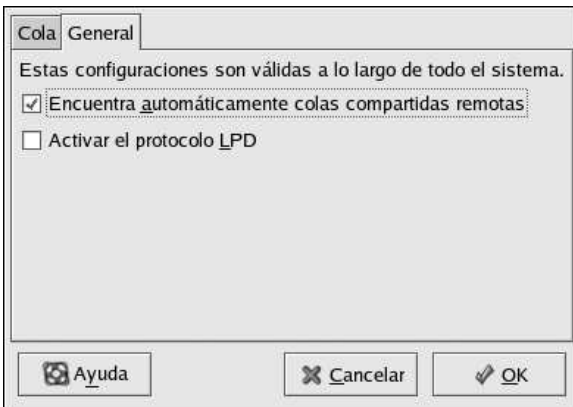 Cola General
Estas configuraciones son válidas a lo largo de todo el sistema.
Encuentra automáticamente colas compartidas remotas
Activar el protocolo LPD
Ayuda Cancelar OK